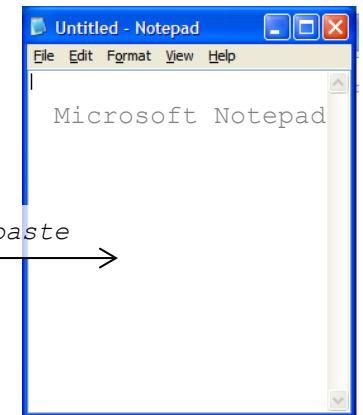 Untitled - Notepad
File Edit Format View Help
Microsoft Notepad
paste